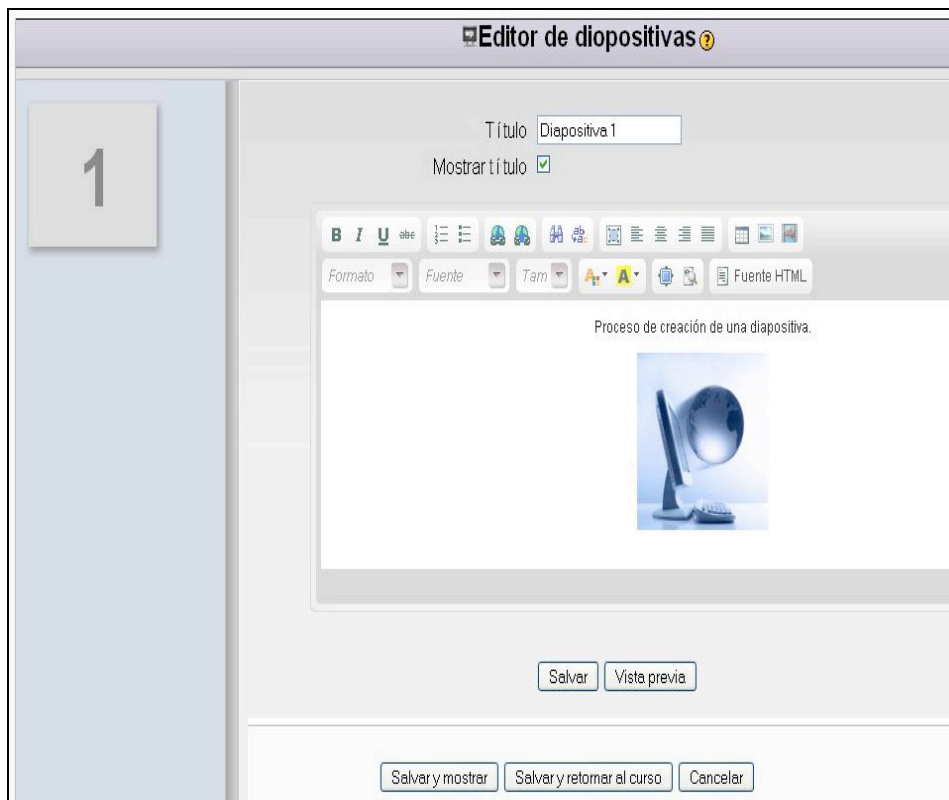 Editor de diopositivas
1
Título Diapositiva 1
Mostrar título
B I U abc
Formato Fuente Tam A A Fuente HTML
Proceso de creación de una diapositiva.
Salvar Vista previa
Salvar y mostrar Salvar y retornar al curso Cancelar